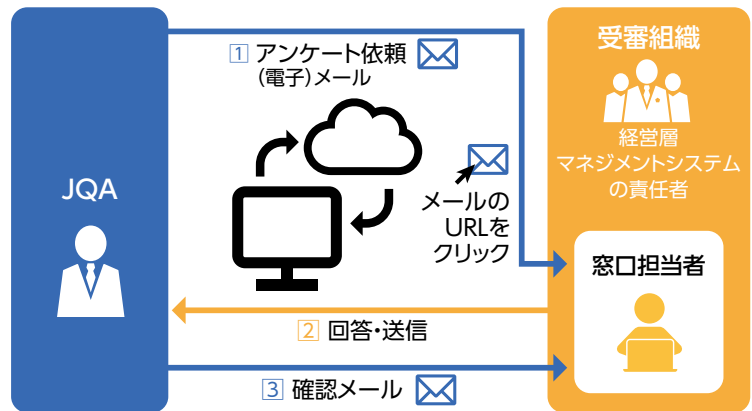 JQA
1 アンケート依頼
(電子)メール
メールの
URLを
クリック
2 回答・送信
3 確認メール
受審組織
経営層
マネジメントシステム
の責任者
窓口担当者